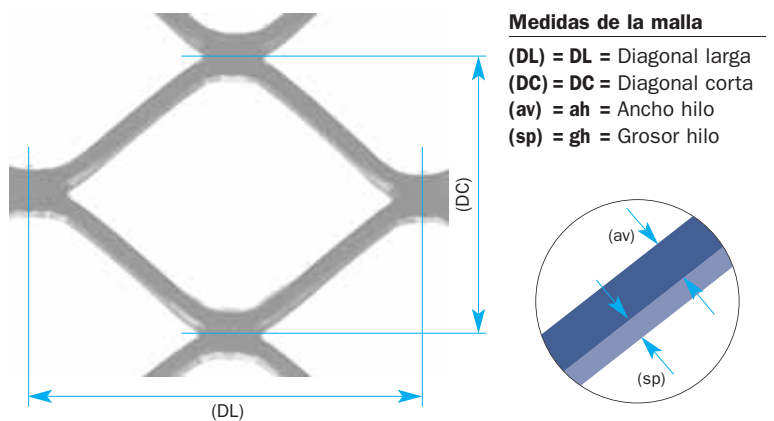 Medidas de la malla
(DL) = DL = Diagonal larga
(DC) = DC = Diagonal corta
(av) = ah = Ancho hilo
(sp) = gh = Grosor hilo
(DC)
(av)
(sp)
(DL)